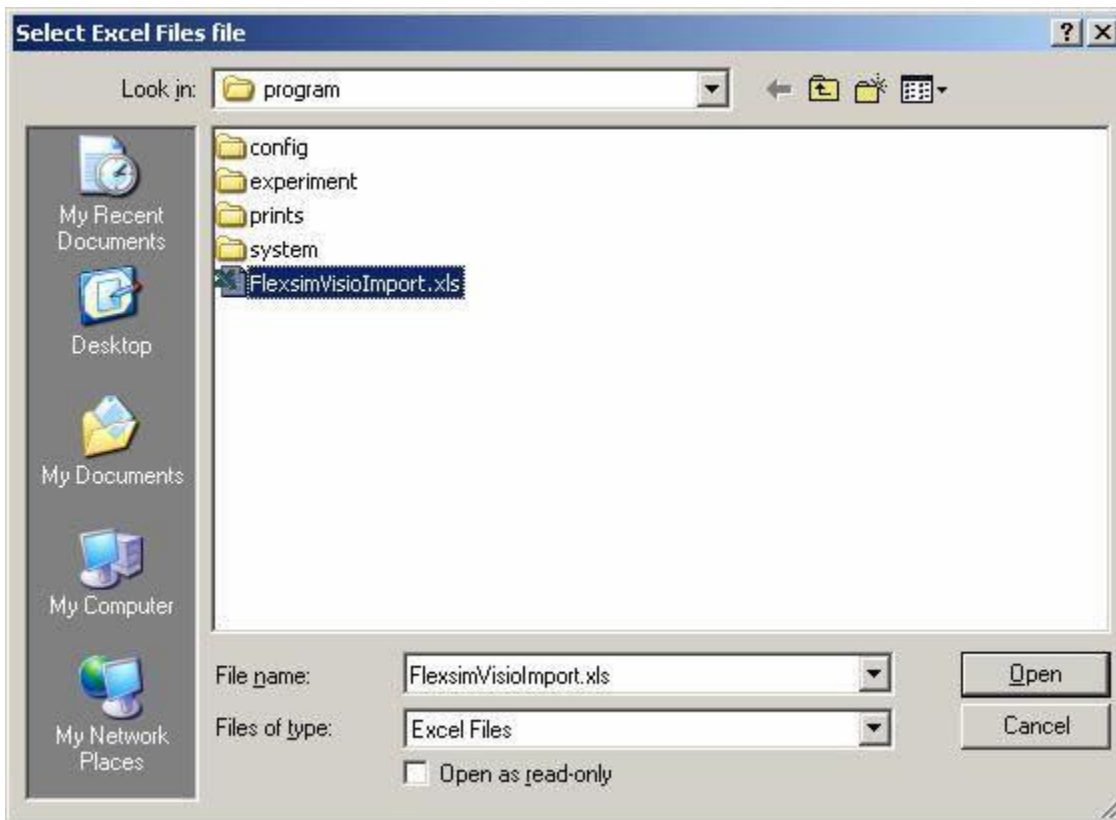 Select Excel Files file
Look in:
program
My Recent
Documents
Desktop
My Documents
My Computer
My Network
Places
config
experiment
prints
system
FlexsimVisioImport.xls
File name:
FlexsimVisioImport.xls
Open
Files of type:
Excel Files
Cancel
Open as read-only